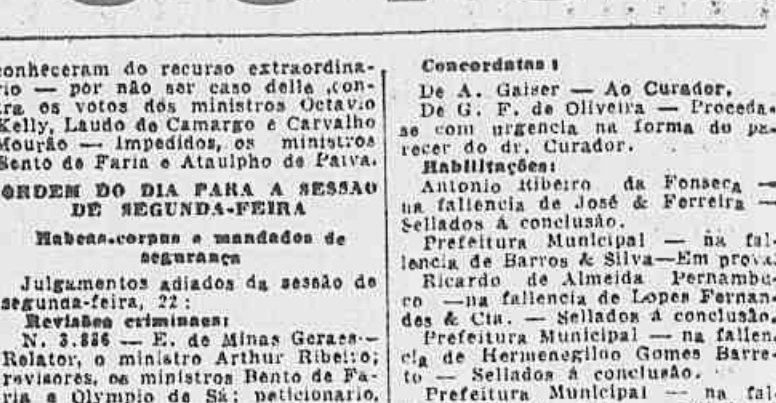 conheceram do recurso extraordina-
rio — por não ser caso delle con-
tra os votos dos ministros Octavio
Kelly, Laudo de Camargo e Carvalho
Mourão — Impedidos, os ministros
Bento de Faria e Ataulpho de Paiva.
ORDEM DO DIA PARA A SESSAO
DE SEGUNDA-FEIRA
Habeas-corpus e mandados de
segurança
Julgamentos adiados da sessão de
segunda-feira, 22:
Revisões criminaes:
N. 3.886 — E. de Minas Geraes—
Relator, o ministro Arthur Ribeiro;
revisores, os ministros Bento de Fa-
ria e Olympio de Sá; peticionario,
Concordatas:
De A. Gaiser — Ao Curador.
De G. F. de Oliveira — Proceda-
se com urgencia na forma do pa-
recer do dr. Curador.
Habilitações:
Antonio Ribeiro da Fonseca —
na fallencia de José & Ferreira —
Sellados á conclusão.
Prefeitura Municipal — na fal-
lencia de Barros & Silva—Em prova.
Ricardo de Almeida Pernambu-
co —na fallencia de Lopes Fernan-
des & Cia. — Sellados á conclusão.
Prefeitura Municipal — na fallen-
cia de Hermenegildo Gomes Barre-
to — Sellados á conclusão.
Prefeitura Municipal — na fal-